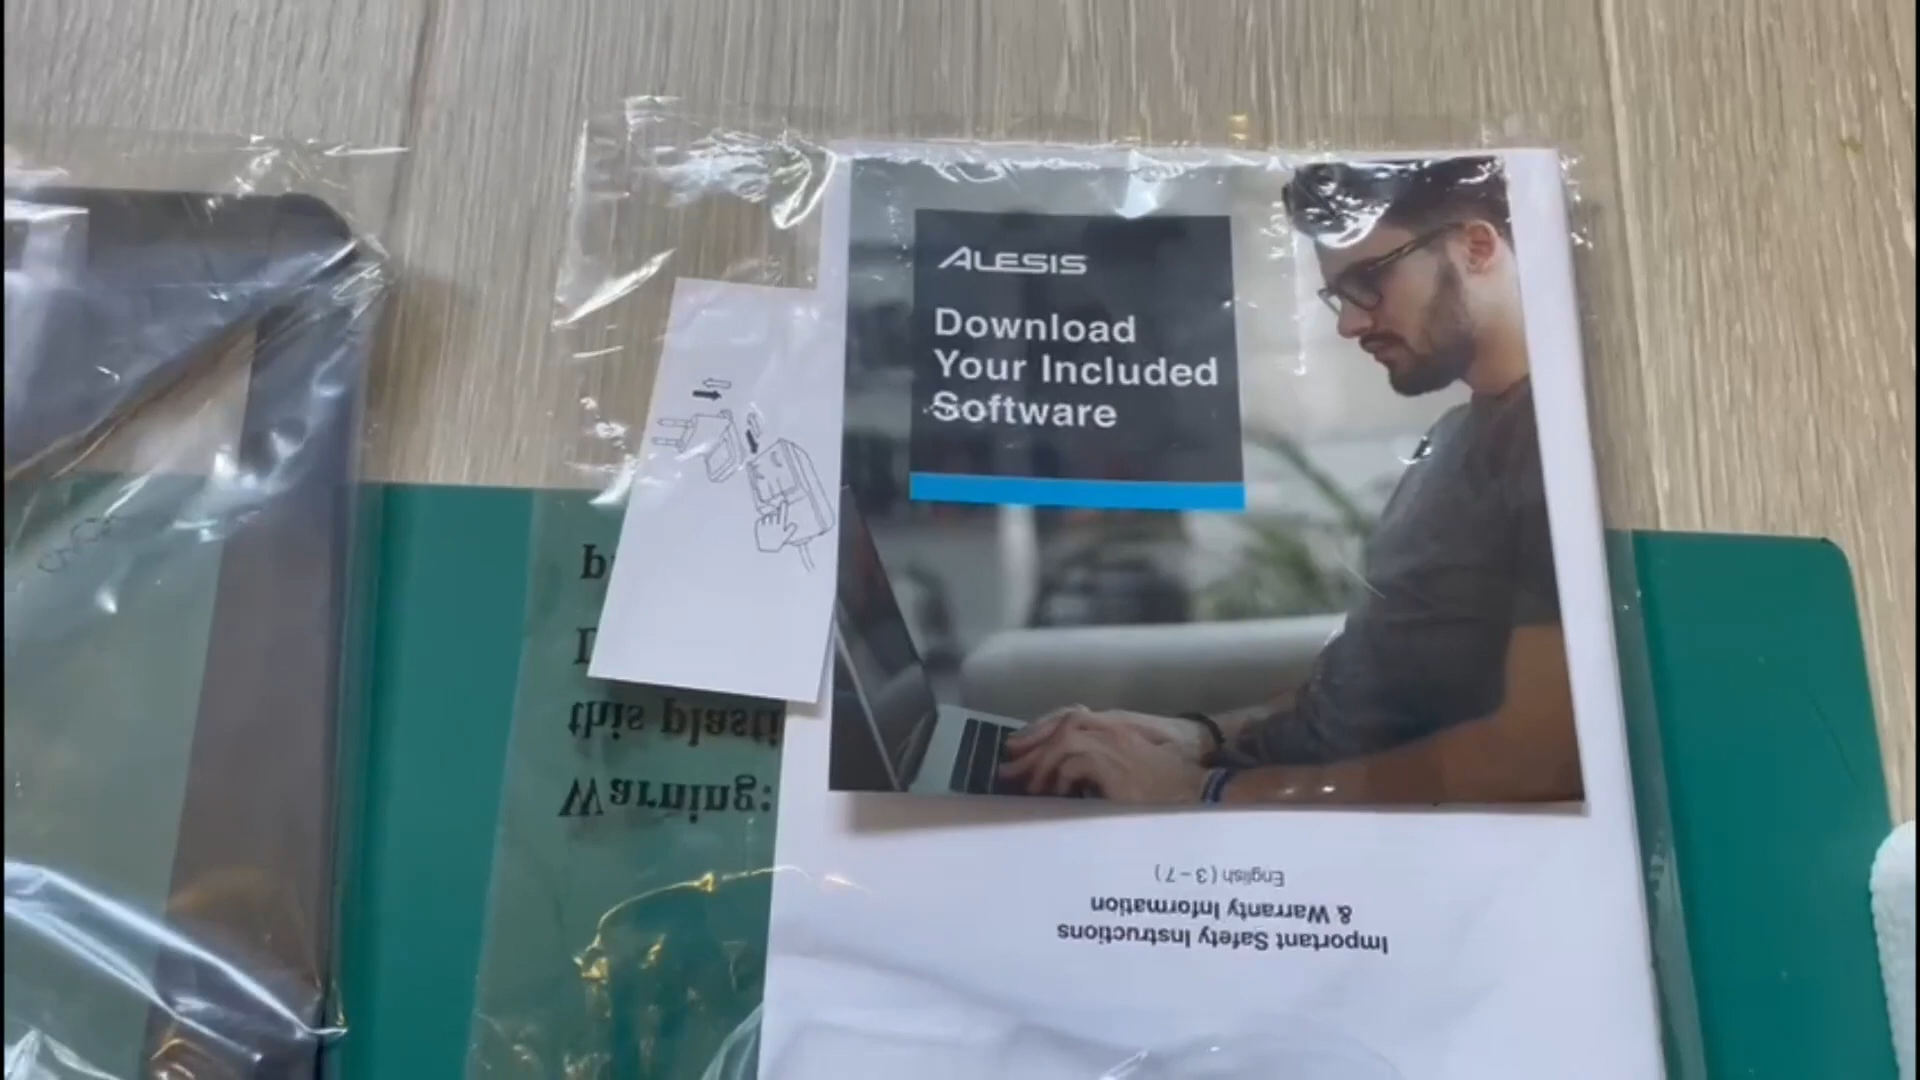 ALESIS
Download
Your Included
Software
this plasti
Warning:
Important Safety Instructions
& Warranty Information
English ( 3 – 7 )